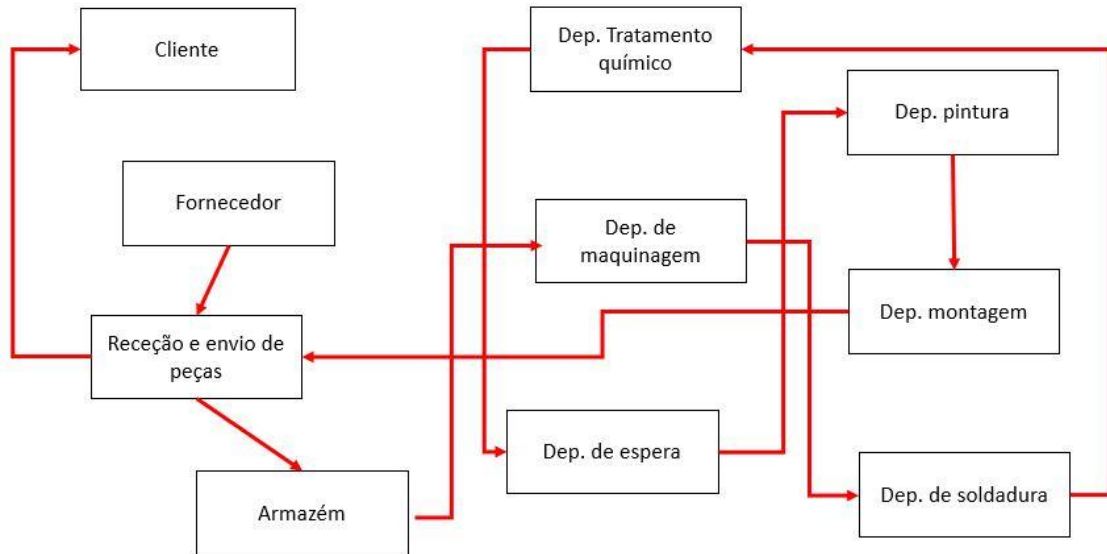 Cliente
Dep. Tratamento
químico
Dep. pintura
Fornecedor
Dep. de
maquinagem
Dep. montagem
Receção e envio de
peças
Dep. de espera
Dep. de soldadura
Armazém